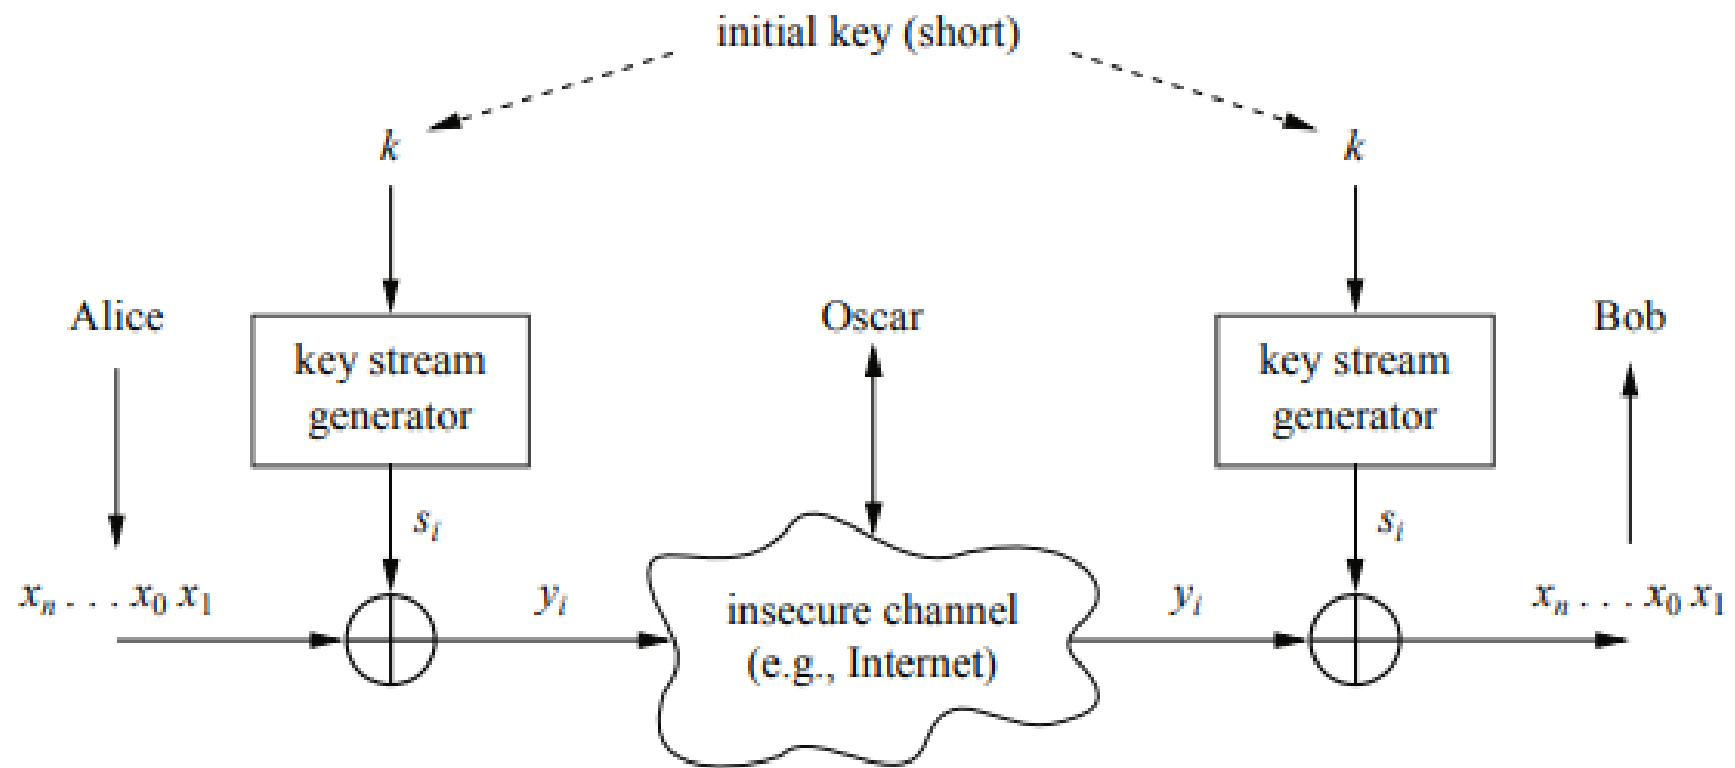 initial key (short)
k
k
Alice
key stream
generator
Oscar
key stream
generator
Bob
s_i
s_i
x_n . . . x_0 x_1
y_i
insecure channel
(e.g., Internet)
y_i
x_n . . . x_0 x_1